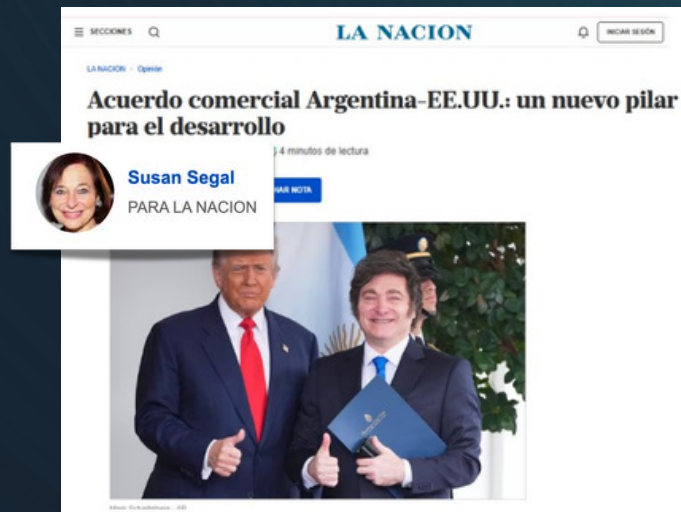 SECCIONES
LA NACION
INICIAR SESIÓN
LA NACION > Opinión
Acuerdo comercial Argentina-EE.UU.: un nuevo pilar
para el desarrollo
4 minutos de lectura
Susan Segal
PARA LA NACION
NOTA